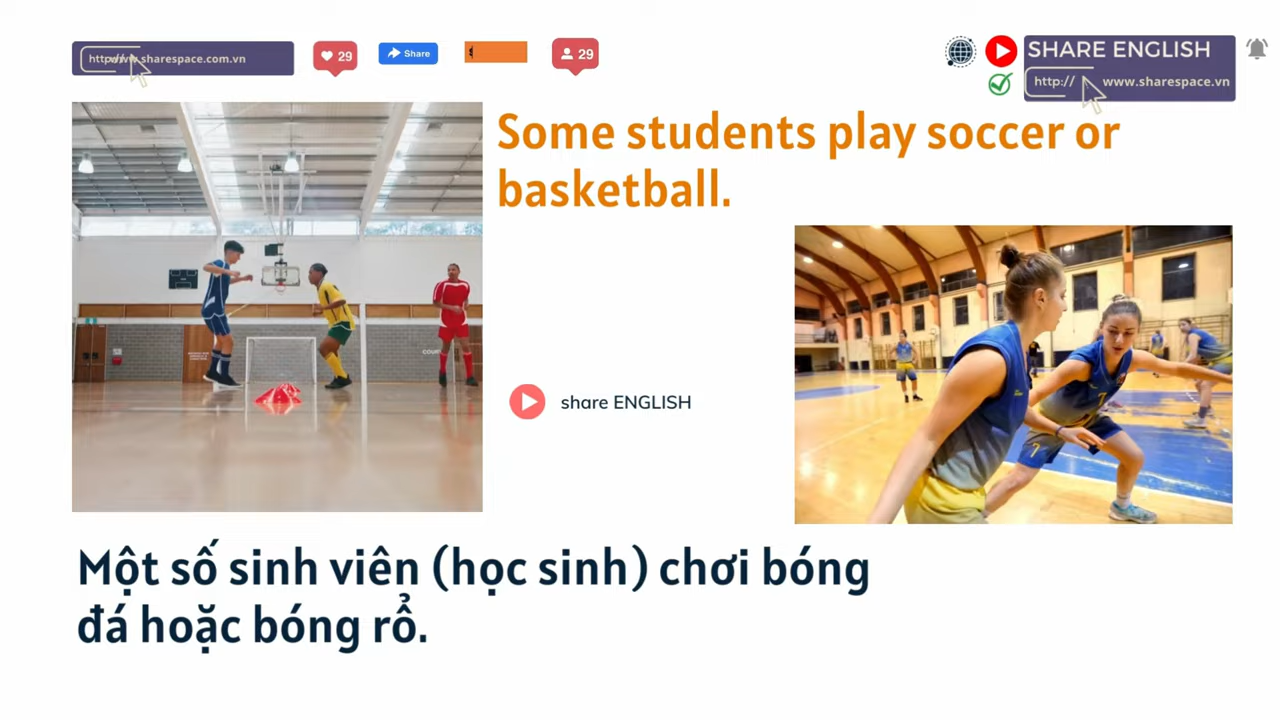 www.sharespace.com.vn
29
Share
29
SHARE ENGLISH
http://
www.sharespace.vn
Some students play soccer or
basketball.
share ENGLISH
Một số sinh viên (học sinh) chơi bóng
đá hoặc bóng rổ.